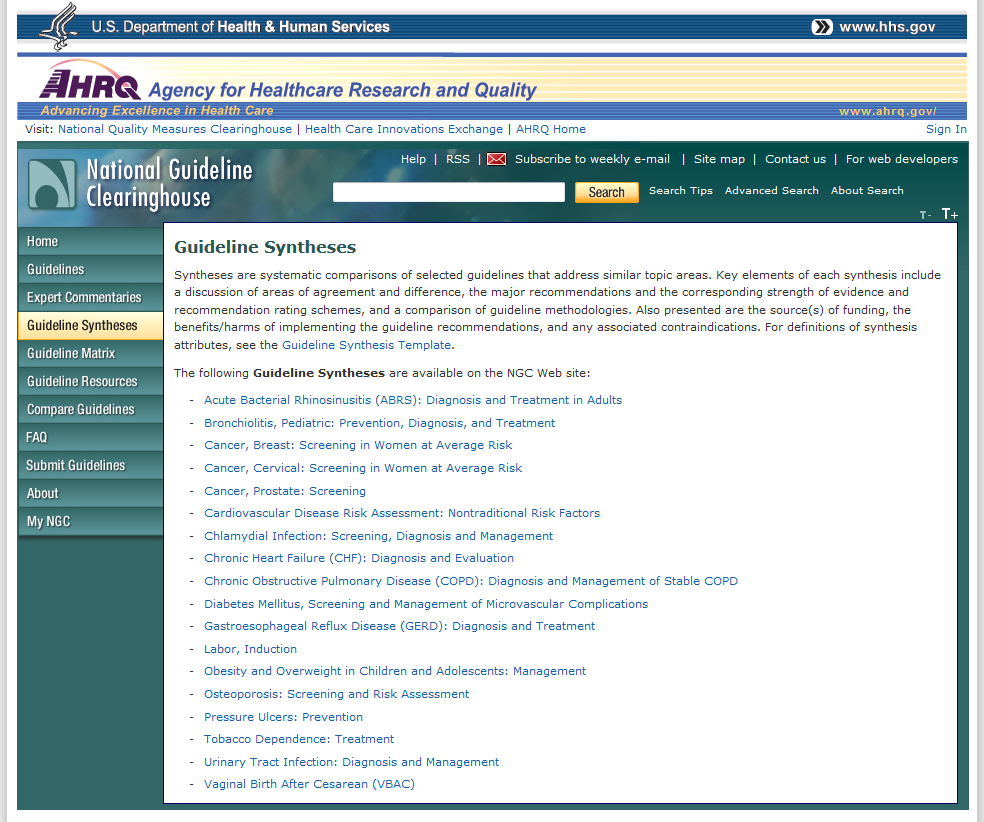 U.S. Department of Health & Human Services
www.hhs.gov
AHRQ Agency for Healthcare Research and Quality
Advancing Excellence in Health Care
www.ahrq.gov/
Visit: National Quality Measures Clearinghouse | Health Care Innovations Exchange | AHRQ Home
Sign In
National Guideline
Clearinghouse
Help | RSS | Subscribe to weekly e-mail | Site map | Contact us | For web developers
Search Search Tips Advanced Search About Search
T- T+
Home
Guidelines
Expert Commentaries
Guideline Syntheses
Guideline Matrix
Guideline Resources
Compare Guidelines
FAQ
Submit Guidelines
About
My NGC
Guideline Syntheses
Syntheses are systematic comparisons of selected guidelines that address similar topic areas. Key elements of each synthesis include
a discussion of areas of agreement and difference, the major recommendations and the corresponding strength of evidence and
recommendation rating schemes, and a comparison of guideline methodologies. Also presented are the source(s) of funding, the
benefits/harms of implementing the guideline recommendations, and any associated contraindications. For definitions of synthesis
attributes, see the Guideline Synthesis Template.
The following Guideline Syntheses are available on the NGC Web site:
- Acute Bacterial Rhinosinusitis (ABRS): Diagnosis and Treatment in Adults
- Bronchiolitis, Pediatric: Prevention, Diagnosis, and Treatment
- Cancer, Breast: Screening in Women at Average Risk
- Cancer, Cervical: Screening in Women at Average Risk
- Cancer, Prostate: Screening
- Cardiovascular Disease Risk Assessment: Nontraditional Risk Factors
- Chlamydial Infection: Screening, Diagnosis and Management
- Chronic Heart Failure (CHF): Diagnosis and Evaluation
- Chronic Obstructive Pulmonary Disease (COPD): Diagnosis and Management of Stable COPD
- Diabetes Mellitus, Screening and Management of Microvascular Complications
- Gastroesophageal Reflux Disease (GERD): Diagnosis and Treatment
- Labor, Induction
- Obesity and Overweight in Children and Adolescents: Management
- Osteoporosis: Screening and Risk Assessment
- Pressure Ulcers: Prevention
- Tobacco Dependence: Treatment
- Urinary Tract Infection: Diagnosis and Management
- Vaginal Birth After Cesarean (VBAC)